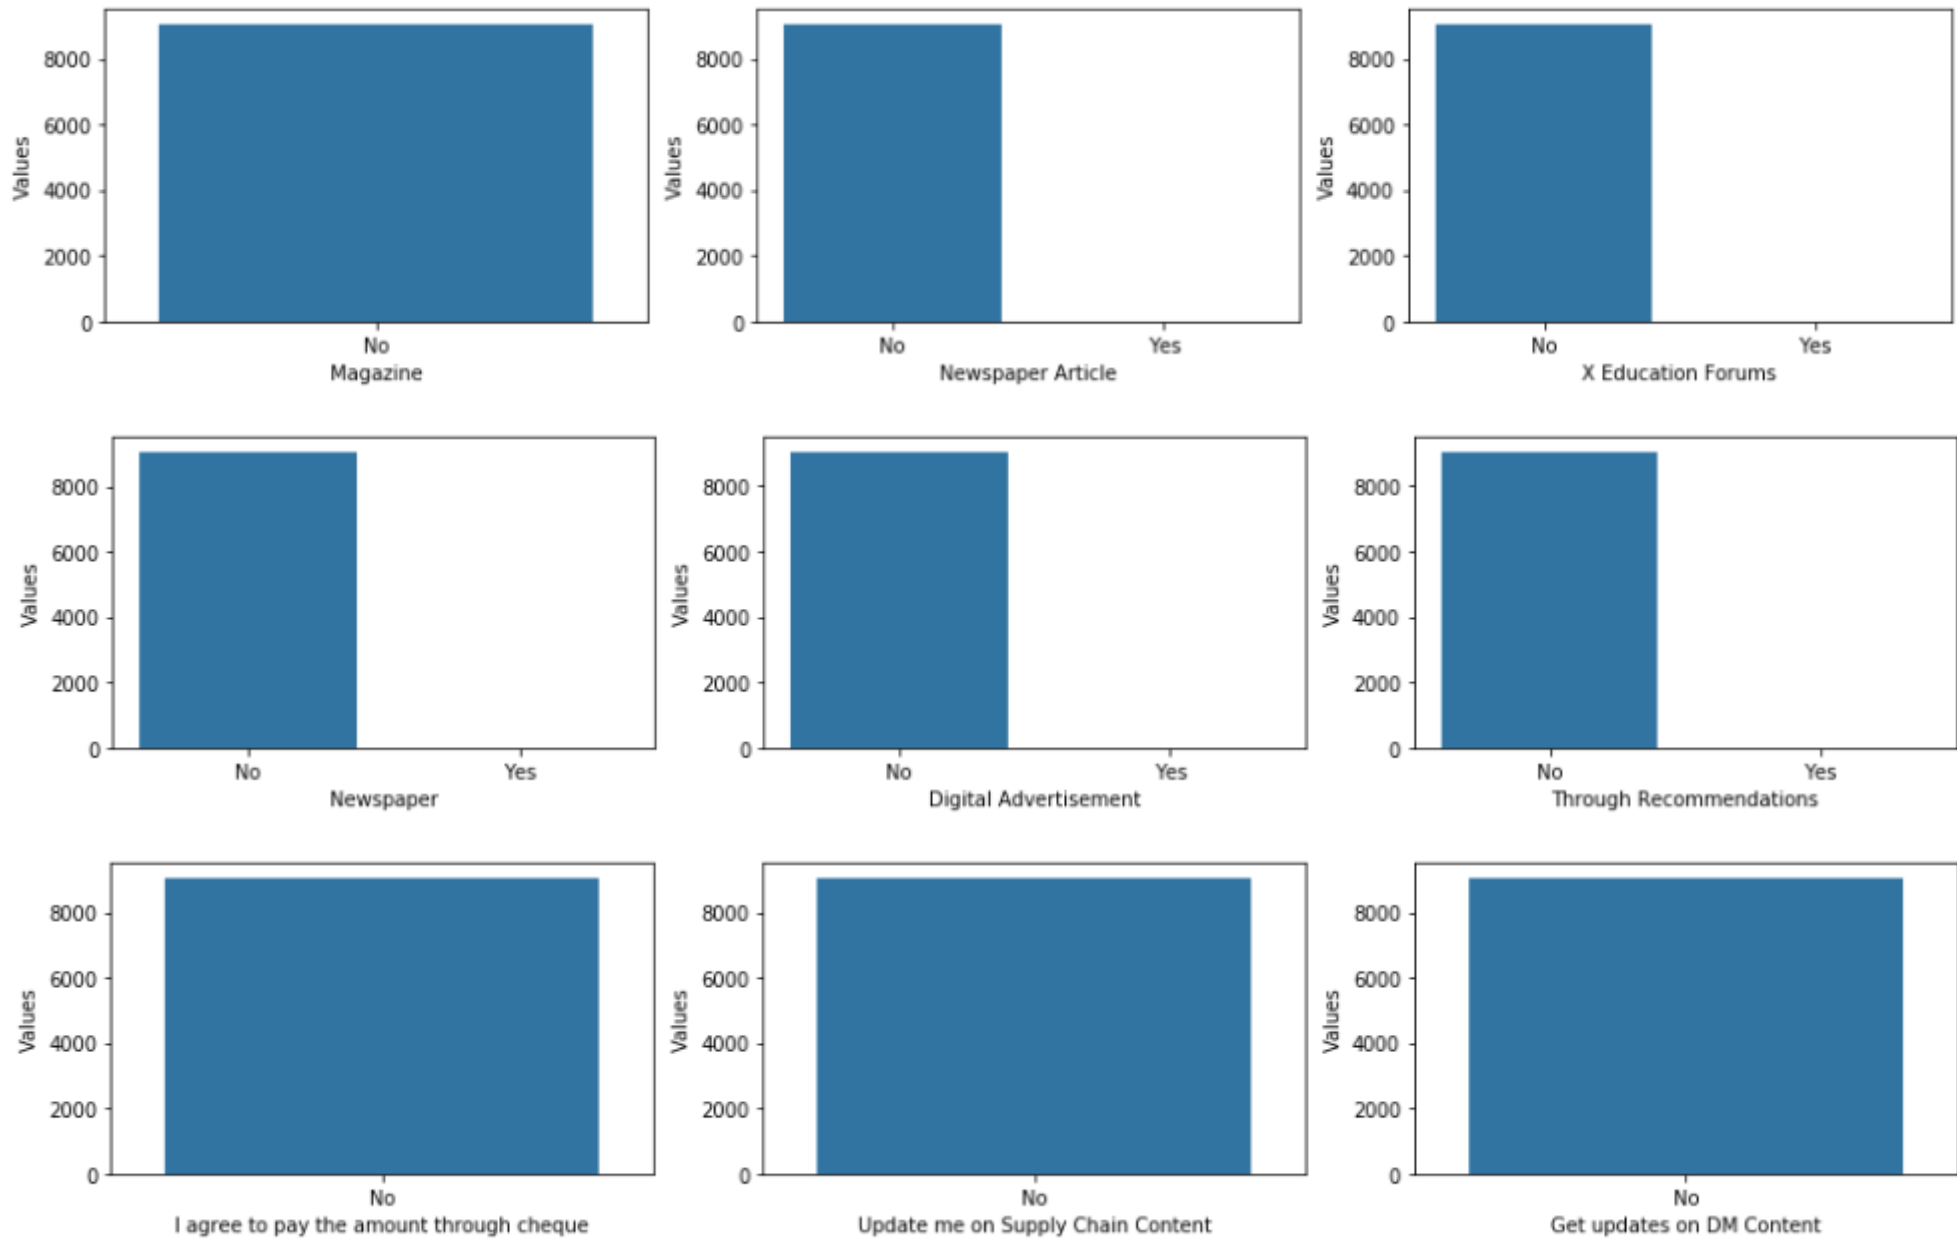 8000
6000
4000
2000
0
Values
No
Magazine
8000
6000
4000
2000
0
Values
No Yes
Newspaper Article
8000
6000
4000
2000
0
Values
No Yes
X Education Forums
8000
6000
4000
2000
0
Values
No Yes
Newspaper
8000
6000
4000
2000
0
Values
No Yes
Digital Advertisement
8000
6000
4000
2000
0
Values
No Yes
Through Recommendations
8000
6000
4000
2000
0
Values
No
I agree to pay the amount through cheque
8000
6000
4000
2000
0
Values
No
Update me on Supply Chain Content
8000
6000
4000
2000
0
Values
No
Get updates on DM Content